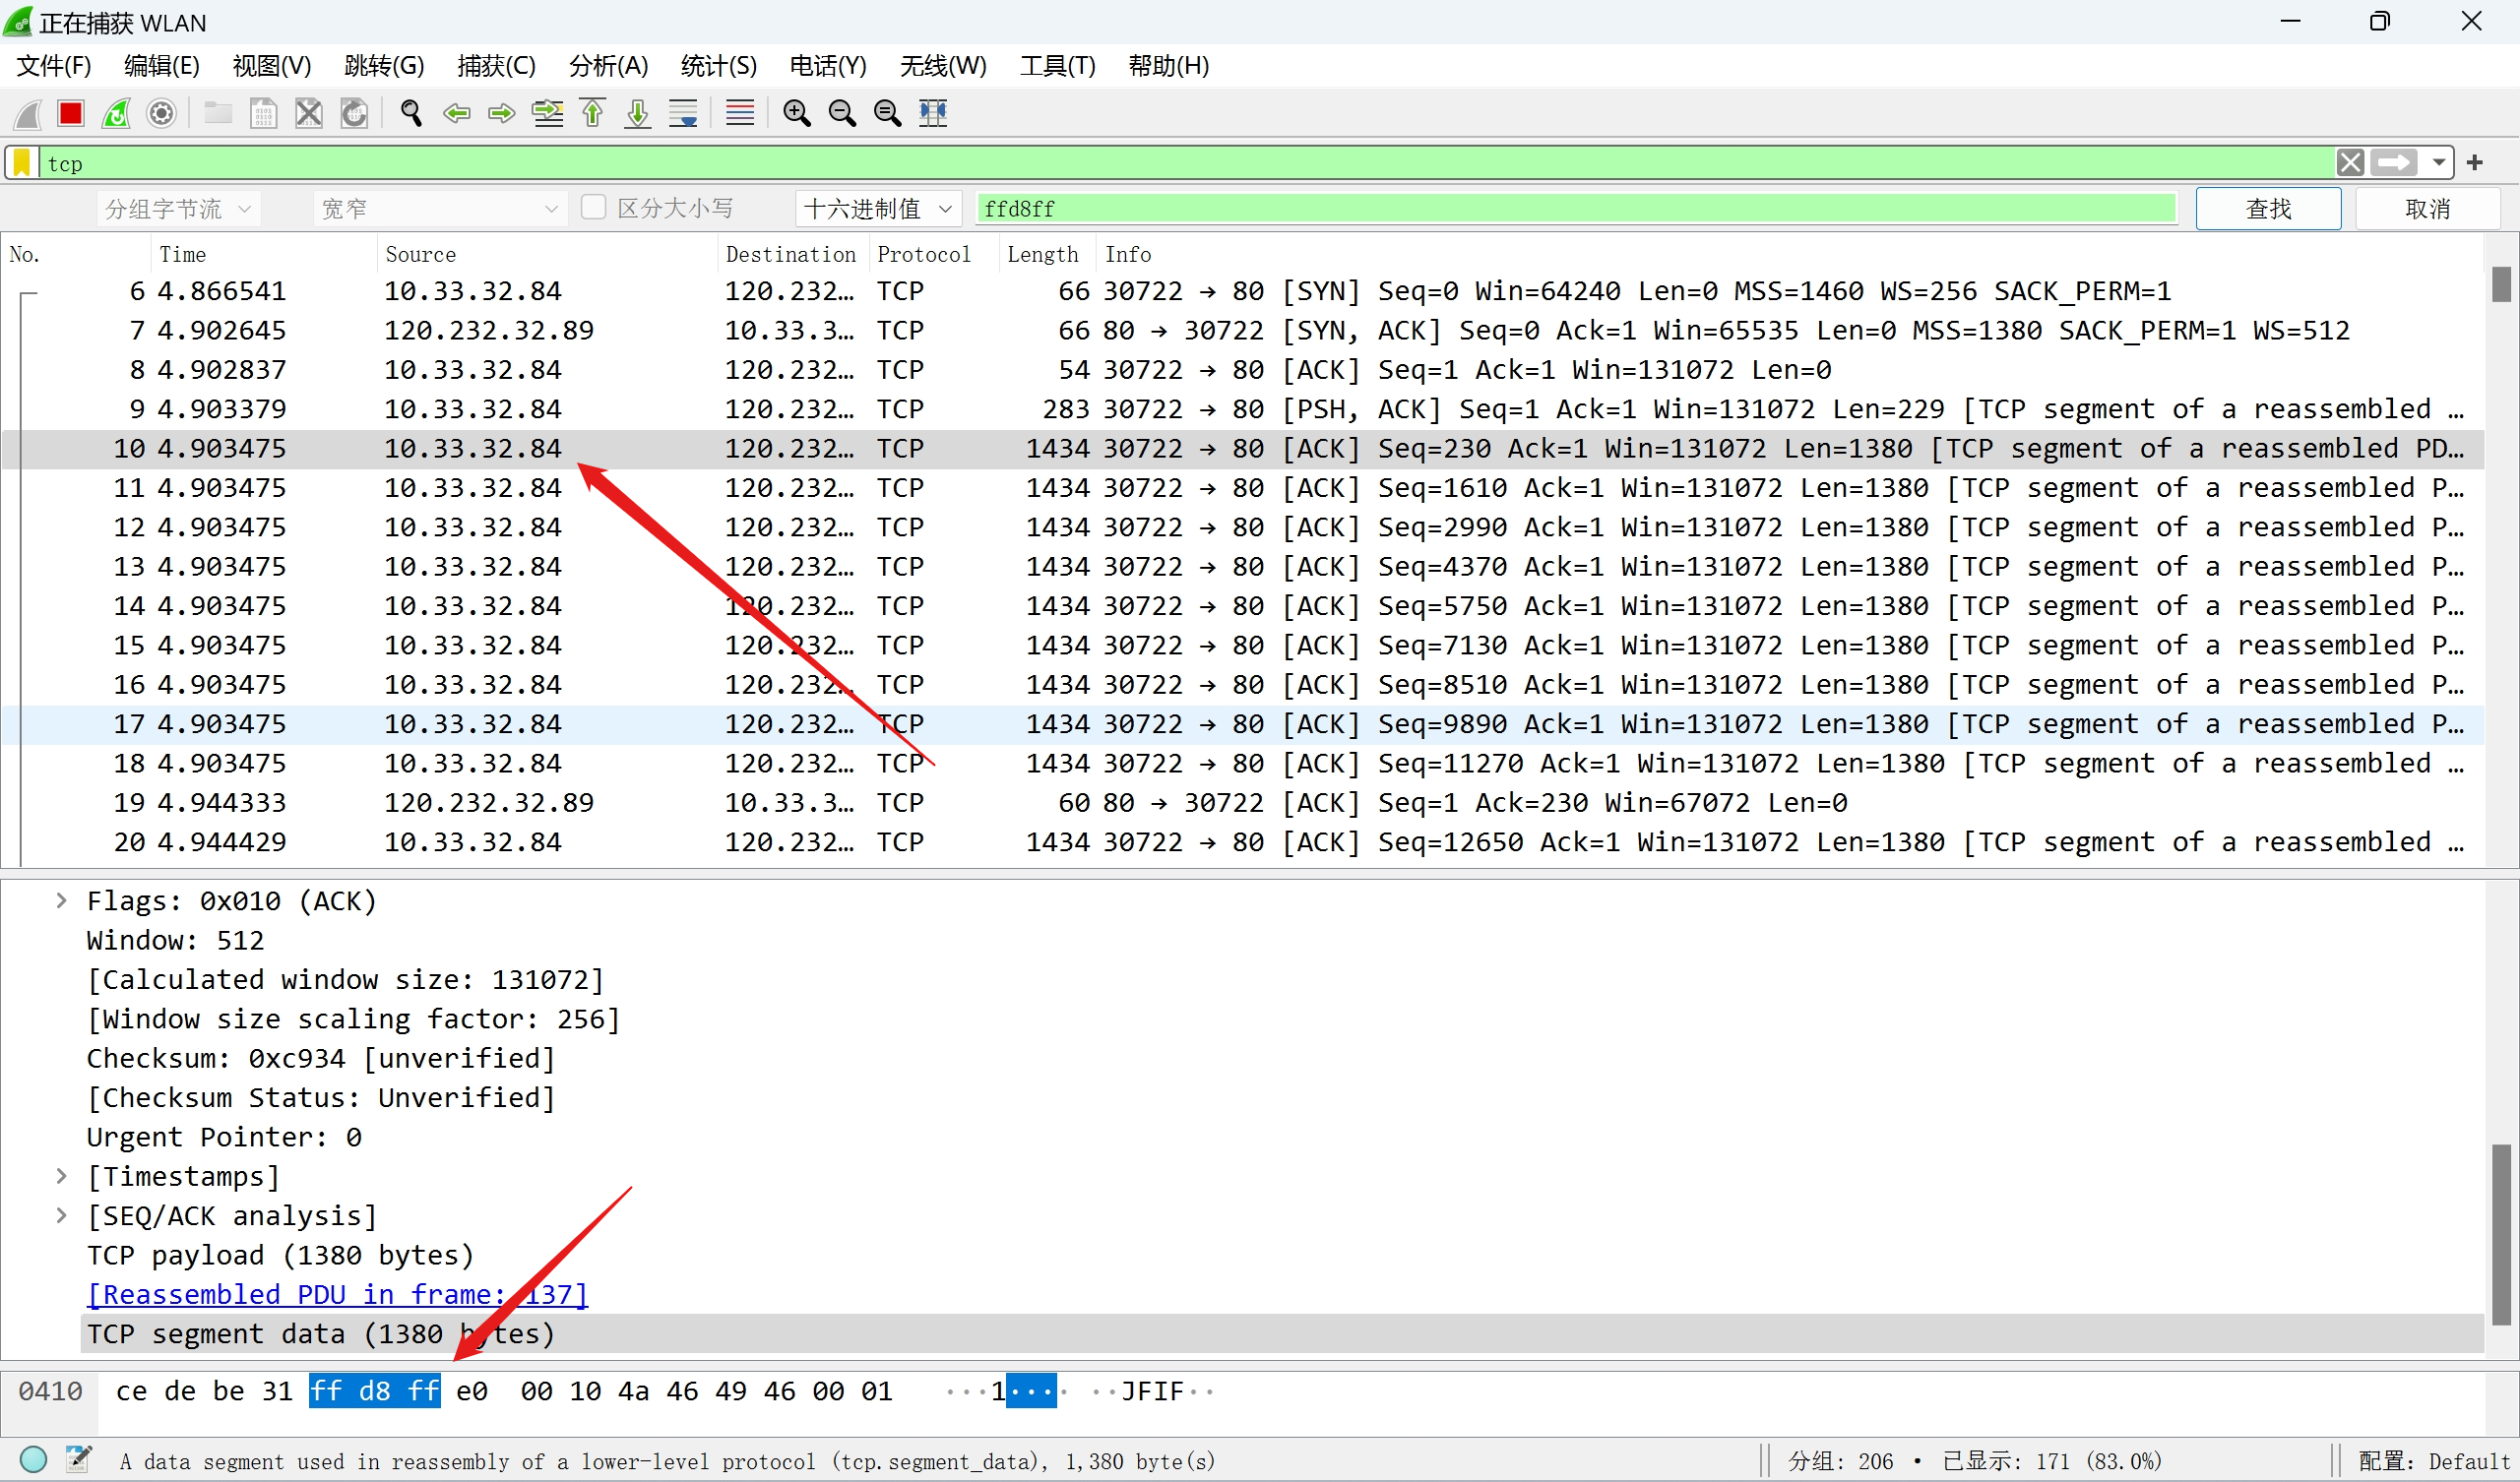 正在捕获 WLAN
文件(F) 编辑(E) 视图(V) 跳转(G) 捕获(C) 分析(A) 统计(S) 电话(Y) 无线(W) 工具(T) 帮助(H)
tcp
分组字节流 宽窄 区分大小写 十六进制值 ffd8ff 查找 取消
No. Time Source Destination Protocol Length Info
6 4.866541 10.33.32.84 120.232… TCP 66 30722 → 80 [SYN] Seq=0 Win=64240 Len=0 MSS=1460 WS=256 SACK_PERM=1
7 4.902645 120.232.32.89 10.33.3… TCP 66 80 → 30722 [SYN, ACK] Seq=0 Ack=1 Win=65535 Len=0 MSS=1380 SACK_PERM=1 WS=512
8 4.902837 10.33.32.84 120.232… TCP 54 30722 → 80 [ACK] Seq=1 Ack=1 Win=131072 Len=0
9 4.903379 10.33.32.84 120.232… TCP 283 30722 → 80 [PSH, ACK] Seq=1 Ack=1 Win=131072 Len=229 [TCP segment of a reassembled …
10 4.903475 10.33.32.84 120.232… TCP 1434 30722 → 80 [ACK] Seq=230 Ack=1 Win=131072 Len=1380 [TCP segment of a reassembled PD…
11 4.903475 10.33.32.84 120.232… TCP 1434 30722 → 80 [ACK] Seq=1610 Ack=1 Win=131072 Len=1380 [TCP segment of a reassembled P…
12 4.903475 10.33.32.84 120.232… TCP 1434 30722 → 80 [ACK] Seq=2990 Ack=1 Win=131072 Len=1380 [TCP segment of a reassembled P…
13 4.903475 10.33.32.84 120.232… TCP 1434 30722 → 80 [ACK] Seq=4370 Ack=1 Win=131072 Len=1380 [TCP segment of a reassembled P…
14 4.903475 10.33.32.84 120.232… TCP 1434 30722 → 80 [ACK] Seq=5750 Ack=1 Win=131072 Len=1380 [TCP segment of a reassembled P…
15 4.903475 10.33.32.84 120.232… TCP 1434 30722 → 80 [ACK] Seq=7130 Ack=1 Win=131072 Len=1380 [TCP segment of a reassembled P…
16 4.903475 10.33.32.84 120.232… TCP 1434 30722 → 80 [ACK] Seq=8510 Ack=1 Win=131072 Len=1380 [TCP segment of a reassembled P…
17 4.903475 10.33.32.84 120.232… TCP 1434 30722 → 80 [ACK] Seq=9890 Ack=1 Win=131072 Len=1380 [TCP segment of a reassembled P…
18 4.903475 10.33.32.84 120.232… TCP 1434 30722 → 80 [ACK] Seq=11270 Ack=1 Win=131072 Len=1380 [TCP segment of a reassembled …
19 4.944333 120.232.32.89 10.33.3… TCP 60 80 → 30722 [ACK] Seq=1 Ack=230 Win=67072 Len=0
20 4.944429 10.33.32.84 120.232… TCP 1434 30722 → 80 [ACK] Seq=12650 Ack=1 Win=131072 Len=1380 [TCP segment of a reassembled …
Flags: 0x010 (ACK)
Window: 512
[Calculated window size: 131072]
[Window size scaling factor: 256]
Checksum: 0xc934 [unverified]
[Checksum Status: Unverified]
Urgent Pointer: 0
[Timestamps]
[SEQ/ACK analysis]
TCP payload (1380 bytes)
[Reassembled PDU in frame: 137]
TCP segment data (1380 bytes)
0410 ce de be 31 ff d8 ff e0 00 10 4a 46 49 46 00 01 ···1···· ··JFIF··
A data segment used in reassembly of a lower-level protocol (tcp.segment_data), 1,380 byte(s) 分组: 206 · 已显示: 171 (83.0%) 配置: Default